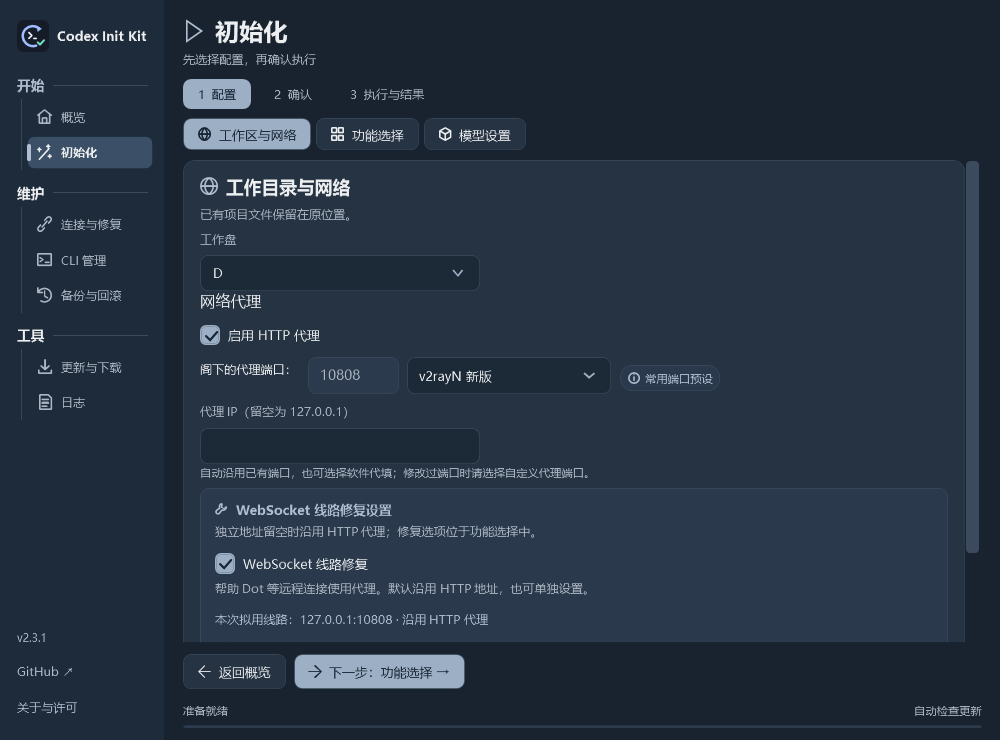 Codex Init Kit
开始
概览
初始化
维护
连接与修复
CLI 管理
备份与回滚
工具
更新与下载
日志
v2.3.1
GitHub ↗
关于与许可
初始化
先选择配置，再确认执行
1 配置
2 确认
3 执行与结果
工作区与网络
功能选择
模型设置
工作目录与网络
已有项目文件保留在原位置。
工作盘
D
网络代理
启用 HTTP 代理
阁下的代理端口：
10808
v2rayN 新版
常用端口预设
代理 IP（留空为 127.0.0.1）
自动沿用已有端口，也可选择软件代填；修改过端口时请选择自定义代理端口。
WebSocket 线路修复设置
独立地址留空时沿用 HTTP 代理；修复选项位于功能选择中。
WebSocket 线路修复
帮助 Dot 等远程连接使用代理。默认沿用 HTTP 地址，也可单独设置。
本次拟用线路：127.0.0.1:10808 · 沿用 HTTP 代理
← 返回概览
→ 下一步：功能选择 →
准备就绪
自动检查更新